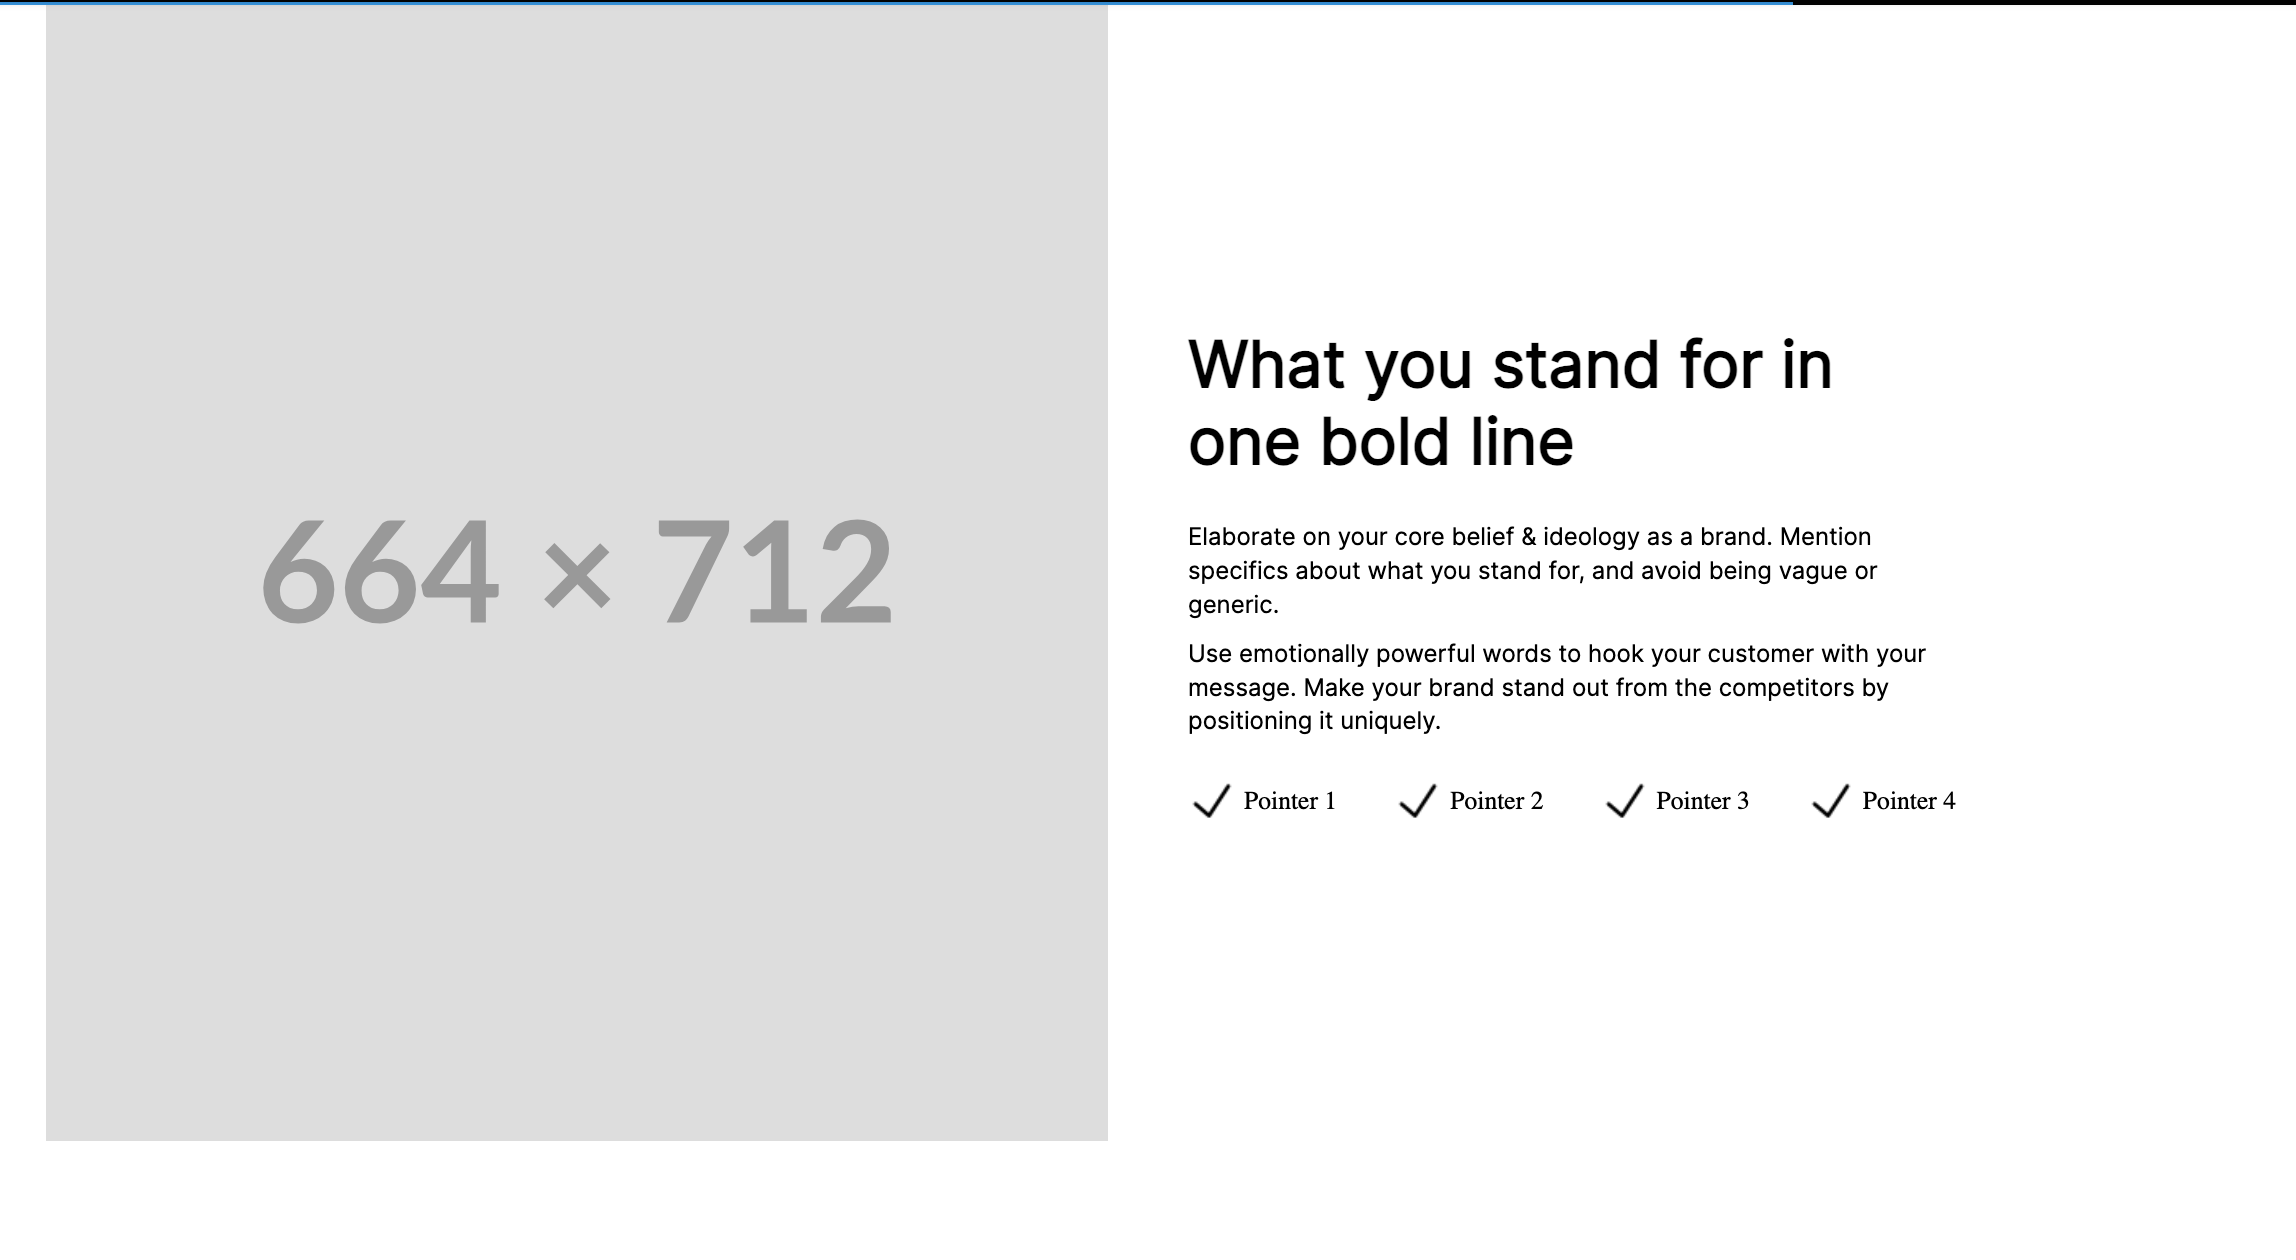 664 × 712
What you stand for in
one bold line
Elaborate on your core belief & ideology as a brand. Mention
specifics about what you stand for, and avoid being vague or
generic.
Use emotionally powerful words to hook your customer with your
message. Make your brand stand out from the competitors by
positioning it uniquely.
Pointer 1 Pointer 2 Pointer 3 Pointer 4